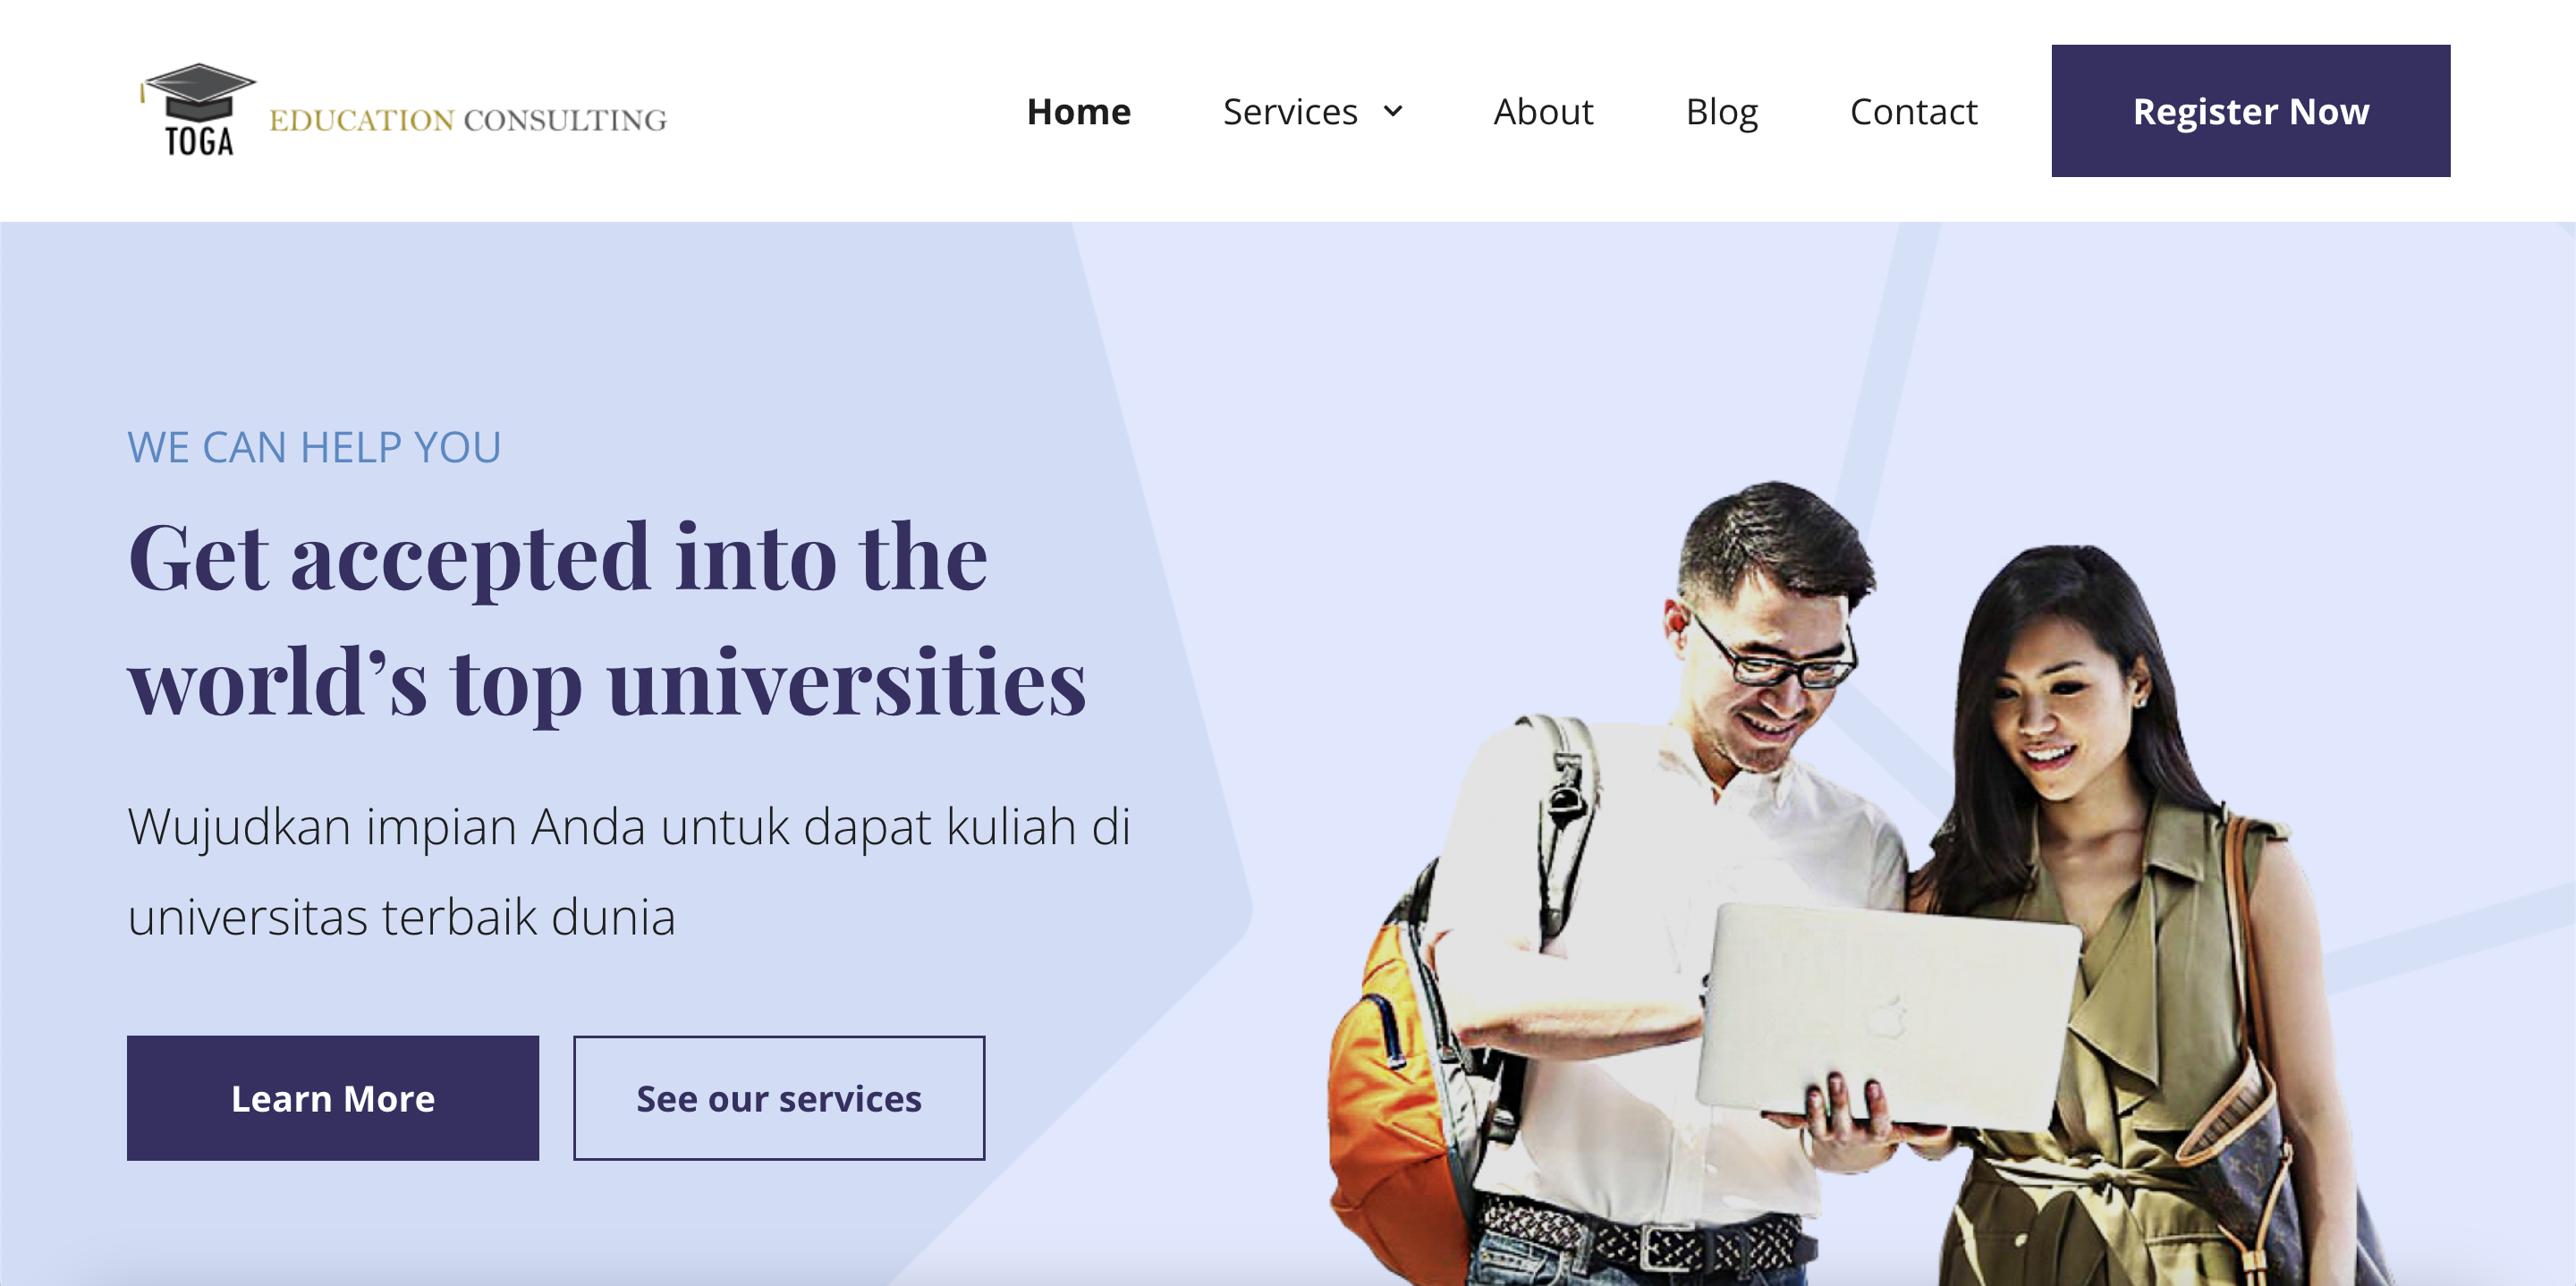 TOGA
EDUCATION CONSULTING
Home
Services
About
Blog
Contact
Register Now
WE CAN HELP YOU
Get accepted into the
world’s top universities
Wujudkan impian Anda untuk dapat kuliah di
universitas terbaik dunia
Learn More
See our services